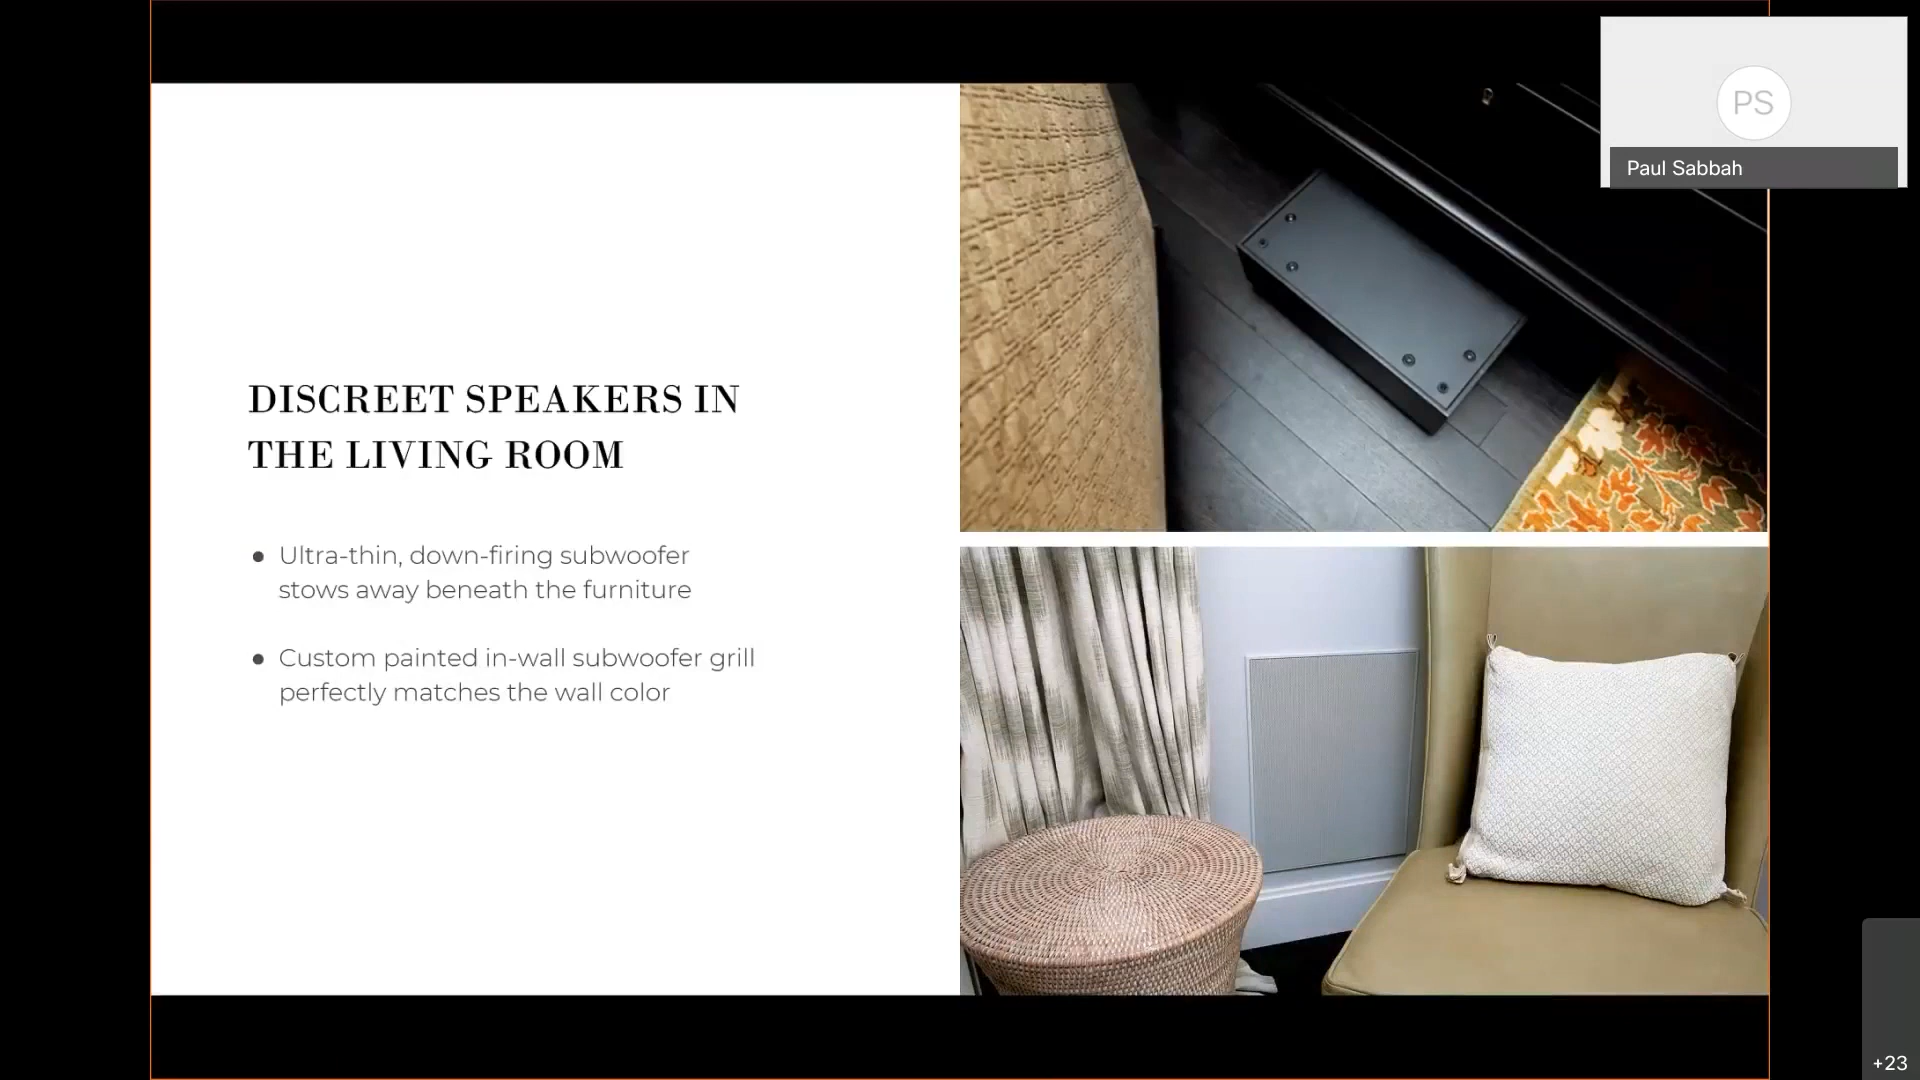 PS
Paul Sabbah
DISCREET SPEAKERS IN
THE LIVING ROOM
● Ultra-thin, down-firing subwoofer
stows away beneath the furniture
● Custom painted in-wall subwoofer grill
perfectly matches the wall color
+23